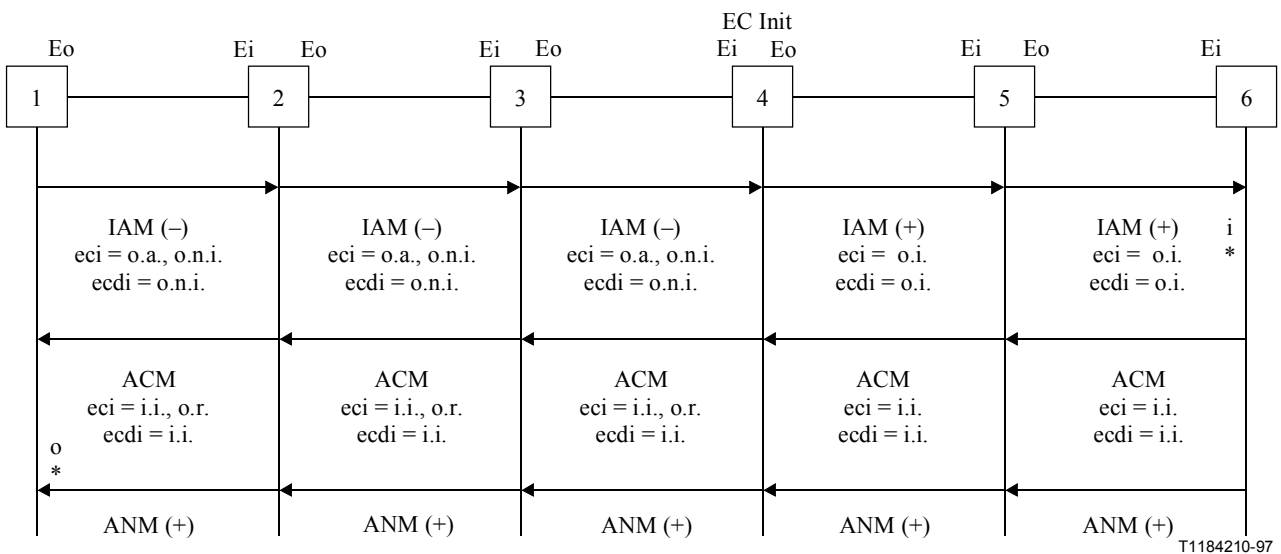 EC Init
Eo Ei Eo Ei Eo Ei Eo Ei Eo Ei
1 2 3 4 5 6
IAM (–) IAM (–) IAM (–) IAM (+) IAM (+) i
eci = o.a., o.n.i. eci = o.a., o.n.i. eci = o.a., o.n.i. eci = o.i. eci = o.i. *
ecdi = o.n.i. ecdi = o.n.i. ecdi = o.n.i. ecdi = o.i. ecdi = o.i.
ACM ACM ACM ACM ACM
eci = i.i., o.r. eci = i.i., o.r. eci = i.i., o.r. eci = i.i. eci = i.i.
ecdi = i.i. ecdi = i.i. ecdi = i.i. ecdi = i.i. ecdi = i.i.
o
*
ANM (+) ANM (+) ANM (+) ANM (+) ANM (+)
T1184210-97